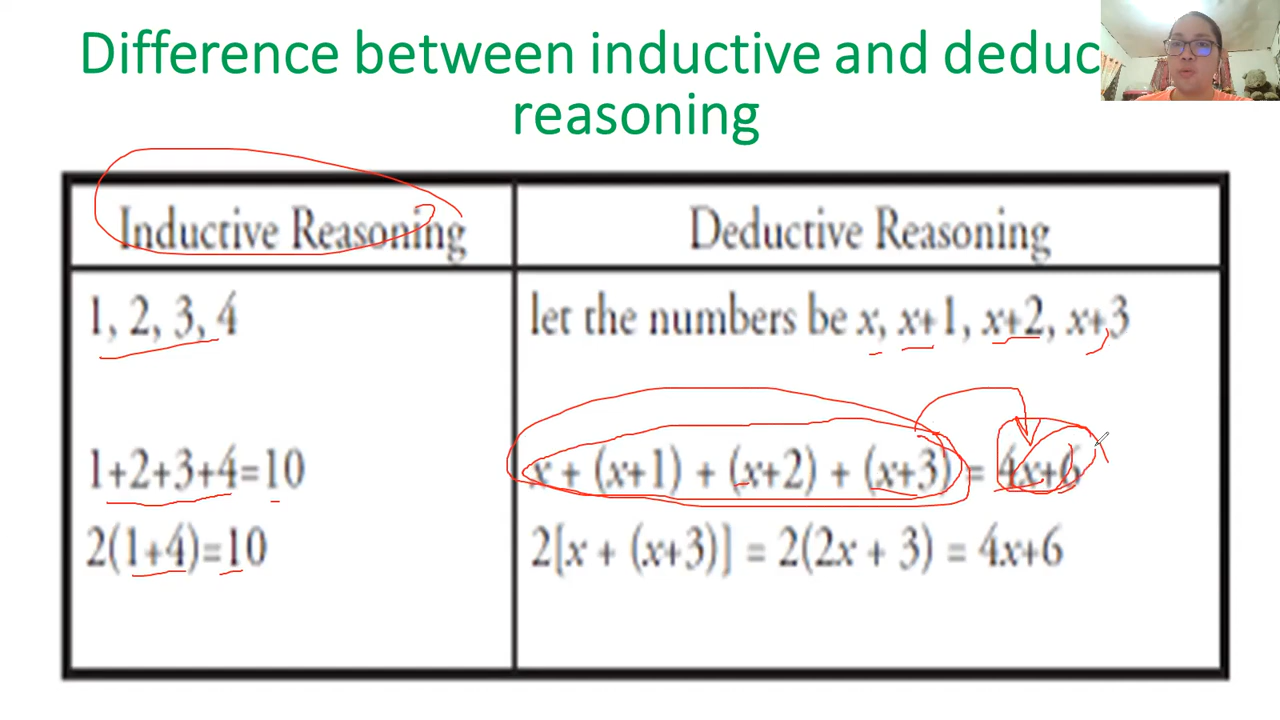 Difference between inductive and deduc
reasoning
Inductive Reasoning
Deductive Reasoning
1, 2, 3, 4
let the numbers be x, x+1, x+2, x+3
1+2+3+4=10
x + (x+1) + (x+2) + (x+3) = 4x+6
2(1+4)=10
2[x + (x+3)] = 2(2x + 3) = 4x+6